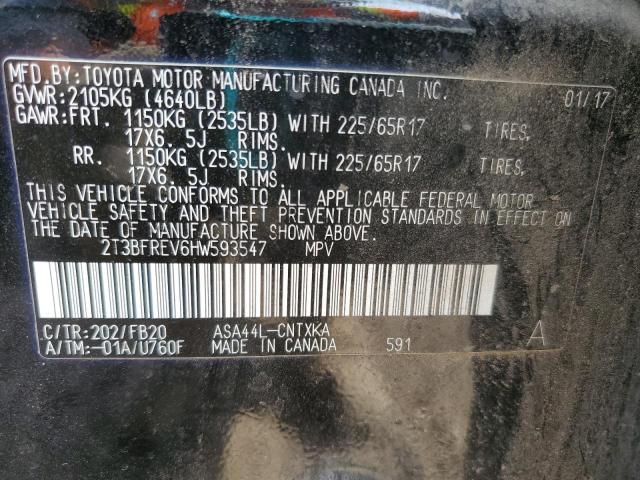 MFD.BY:TOYOTA MOTOR MANUFACTURING CANADA INC.
GVWR:2105KG (4640LB) 01/17
GAWR:FRT. 1150KG (2535LB) WITH 225/65R17 TIRES,
17X6. 5J RIMS.
RR. 1150KG (2535LB) WITH 225/65R17 TIRES,
17X6. 5J RIMS.
THIS VEHICLE CONFORMS TO ALL APPLICABLE FEDERAL MOTOR
VEHICLE SAFETY AND THEFT PREVENTION STANDARDS IN EFFECT ON
THE DATE OF MANUFACTURE SHOWN ABOVE.
2T3BFREV6HW593547 MPV
C/TR:202/FB20 ASA44L-CNTXKA A
A/TM:-01A/U760F MADE IN CANADA 591